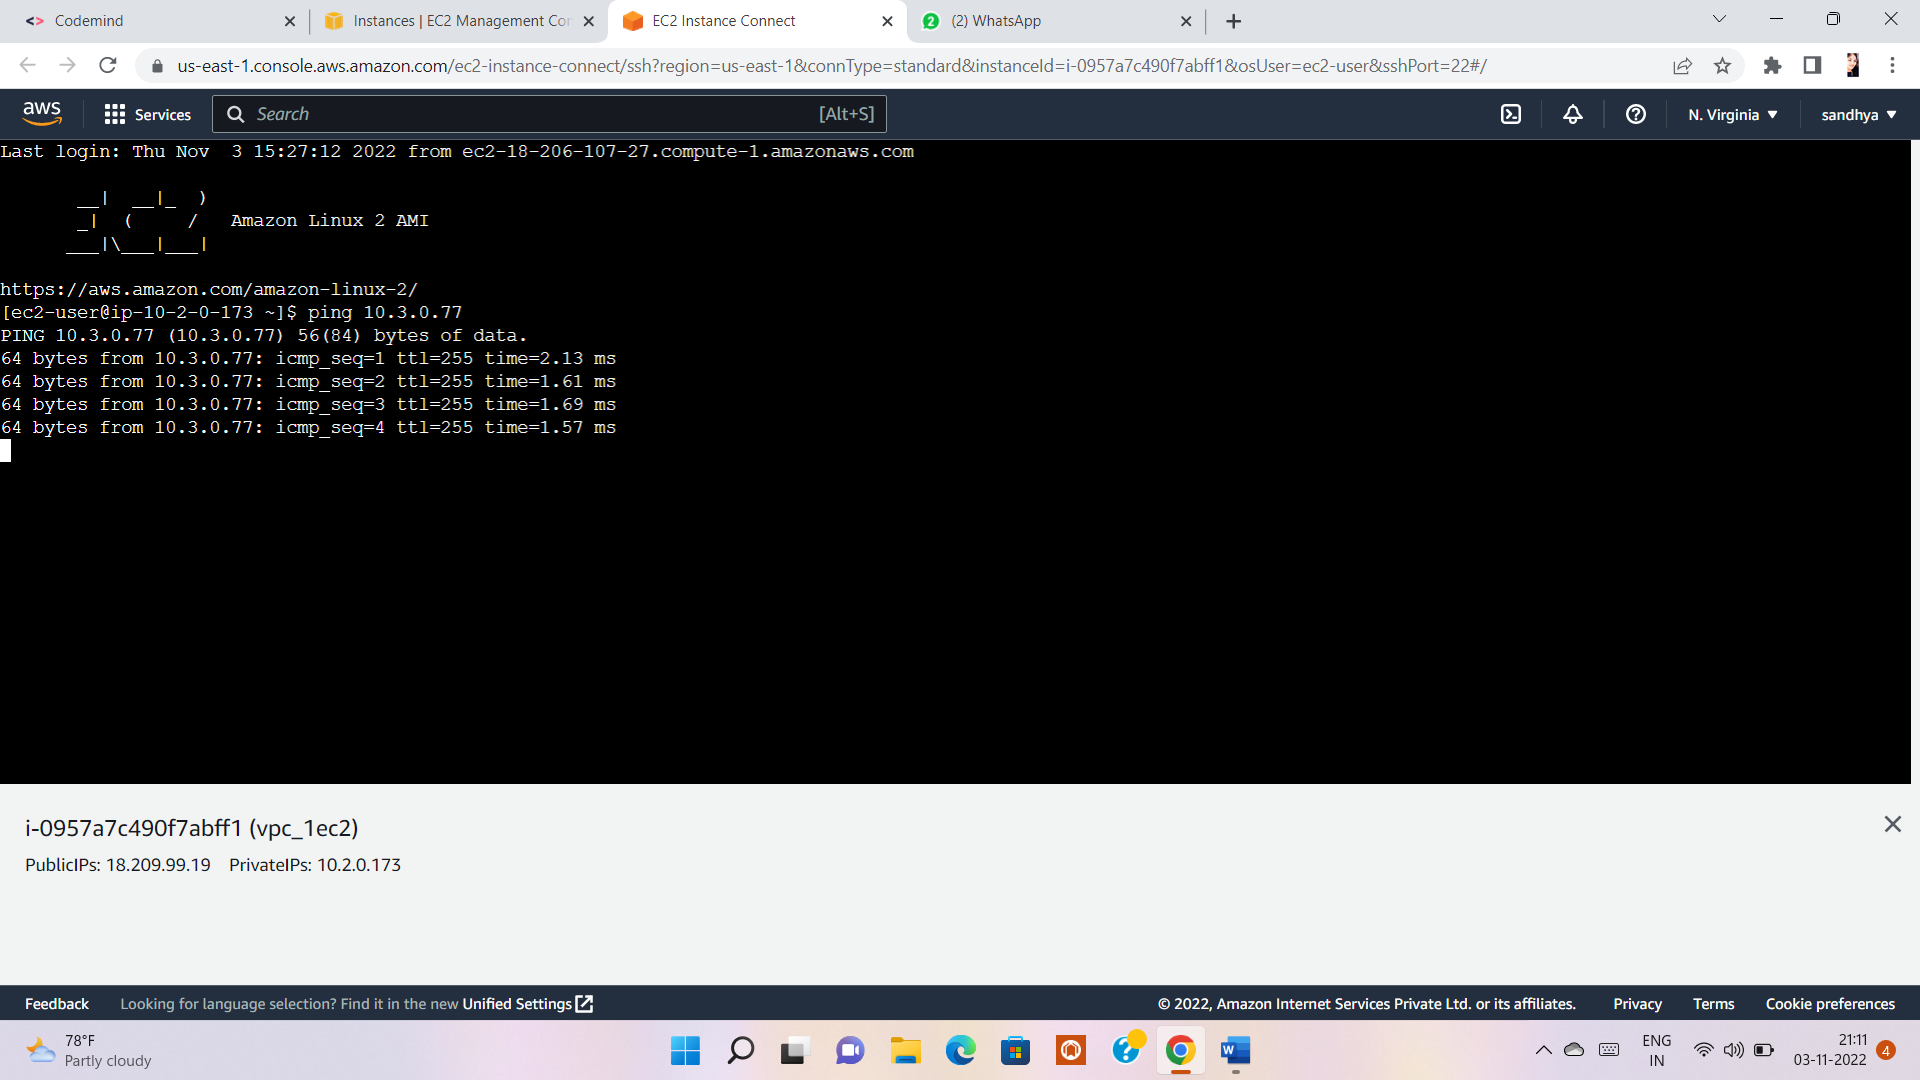 Codemind
Instances | EC2 Management Con
EC2 Instance Connect
(2) WhatsApp
us-east-1.console.aws.amazon.com/ec2-instance-connect/ssh?region=us-east-1&connType=standard&instanceId=i-0957a7c490f7abff1&osUser=ec2-user&sshPort=22#/
aws
Services
Search
[Alt+S]
N. Virginia
sandhya
Last login: Thu Nov  3 15:27:12 2022 from ec2-18-206-107-27.compute-1.amazonaws.com
       __|  __|_  )
       _|  (     /   Amazon Linux 2 AMI
      ___|\___|___|
https://aws.amazon.com/amazon-linux-2/
[ec2-user@ip-10-2-0-173 ~]$ ping 10.3.0.77
PING 10.3.0.77 (10.3.0.77) 56(84) bytes of data.
64 bytes from 10.3.0.77: icmp_seq=1 ttl=255 time=2.13 ms
64 bytes from 10.3.0.77: icmp_seq=2 ttl=255 time=1.61 ms
64 bytes from 10.3.0.77: icmp_seq=3 ttl=255 time=1.69 ms
64 bytes from 10.3.0.77: icmp_seq=4 ttl=255 time=1.57 ms
i-0957a7c490f7abff1 (vpc_1ec2)
PublicIPs: 18.209.99.19 PrivateIPs: 10.2.0.173
Feedback
Looking for language selection? Find it in the new Unified Settings
© 2022, Amazon Internet Services Private Ltd. or its affiliates.
Privacy
Terms
Cookie preferences
78°F
Partly cloudy
ENG
IN
21:11
03-11-2022
4